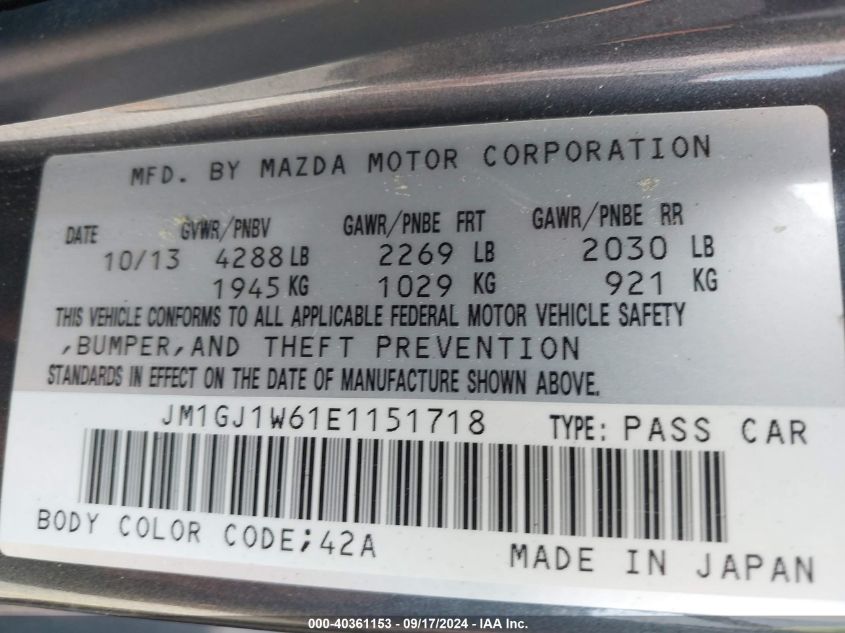 MFD. BY MAZDA MOTOR CORPORATION
DATE GVWR/PNBV GAWR/PNBE FRT GAWR/PNBE RR
10/13 4288 LB 2269 LB 2030 LB
1945 KG 1029 KG 921 KG
THIS VEHICLE CONFORMS TO ALL APPLICABLE FEDERAL MOTOR VEHICLE SAFETY
,BUMPER,AND THEFT PREVENTION
STANDARDS IN EFFECT ON THE DATE OF MANUFACTURE SHOWN ABOVE.
JM1GJ1W61E1151718 TYPE: PASS CAR
BODY COLOR CODE;42A
MADE IN JAPAN
000-40361153 - 09/17/2024 - IAA Inc.